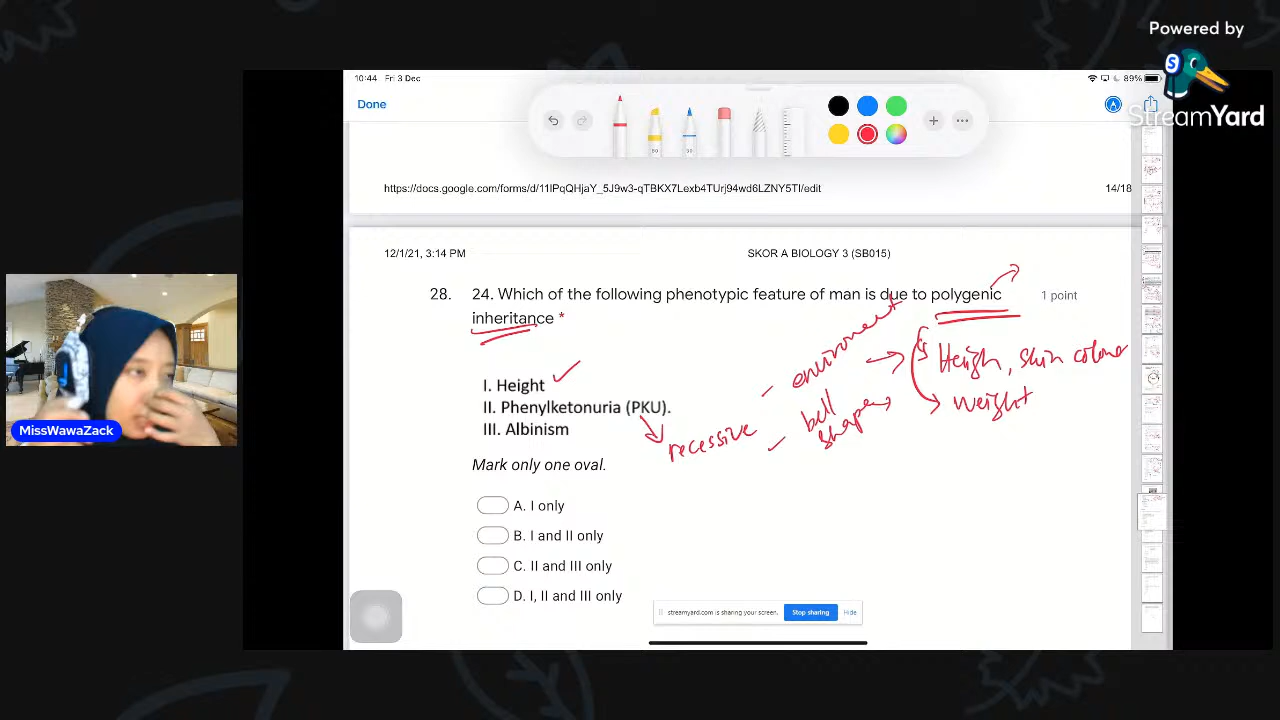 Powered by
StreamYard
10:44 Fri 3 Dec
89%
Done
https://docs.google.com/forms/d/11lPqQHjaY_5J9w3-qTBKX7Lexb4TUrj94wd6LZNY5TI/edit
14/18
12/1/21, 3:14 PM
SKOR A BIOLOGY 3 (SB015)
28.
24. Which of the following phenotypic feature of man is due to polygenic
1 point
inheritance *
Heigh, skin colour
weight
- environment
bell
shape
I. Height
II. Phenylketonuria (PKU).
recessive
III. Albinism
Mark only one oval.
A. I only
B. I and II only
C. II and III only
D. I, II and III only
MissWawaZack
streamyard.com is sharing your screen.
Stop sharing
Hide